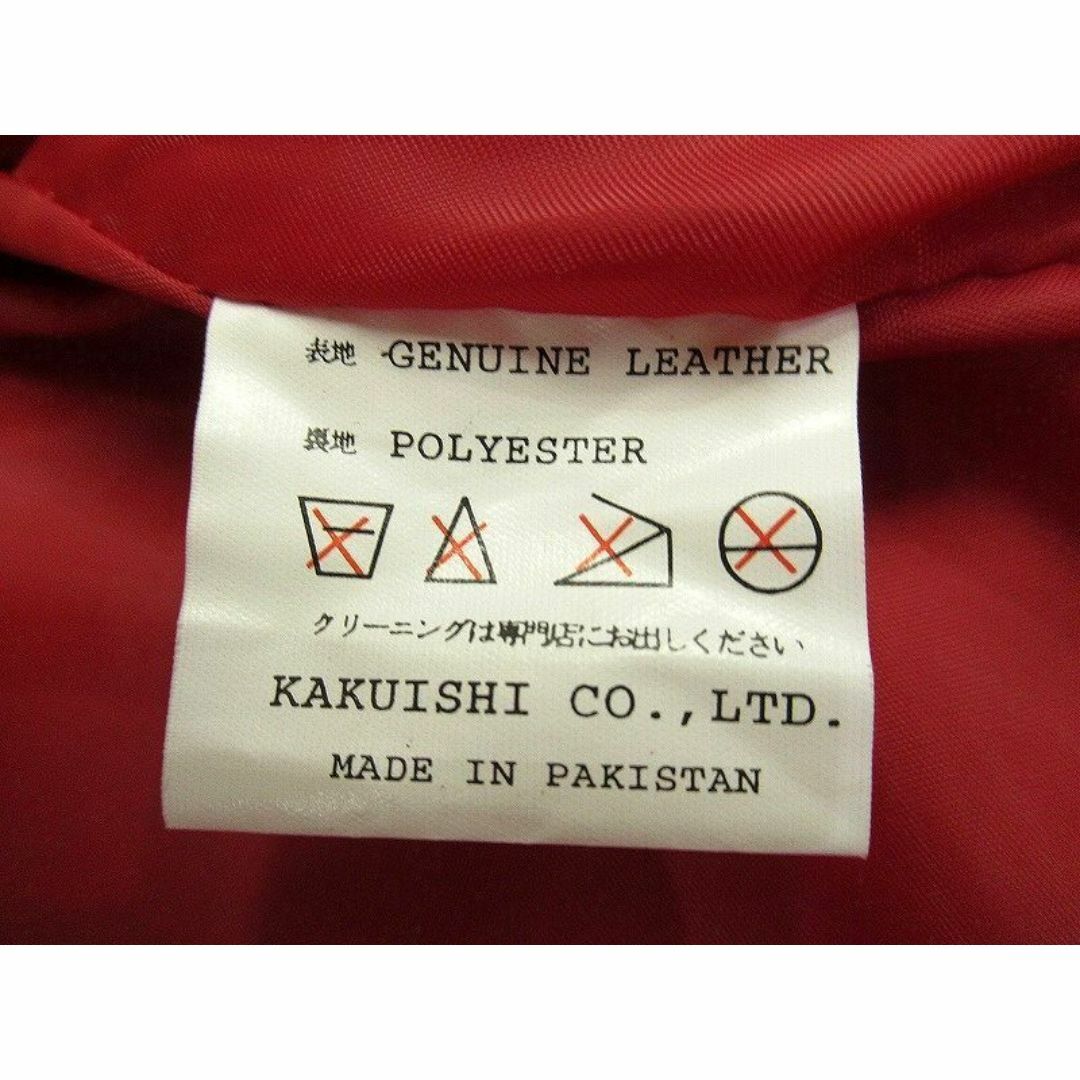 表地 GENUINE LEATHER
裏地 POLYESTER
クリーニングは専門店にお出しください
KAKUISHI CO.,LTD.
MADE IN PAKISTAN